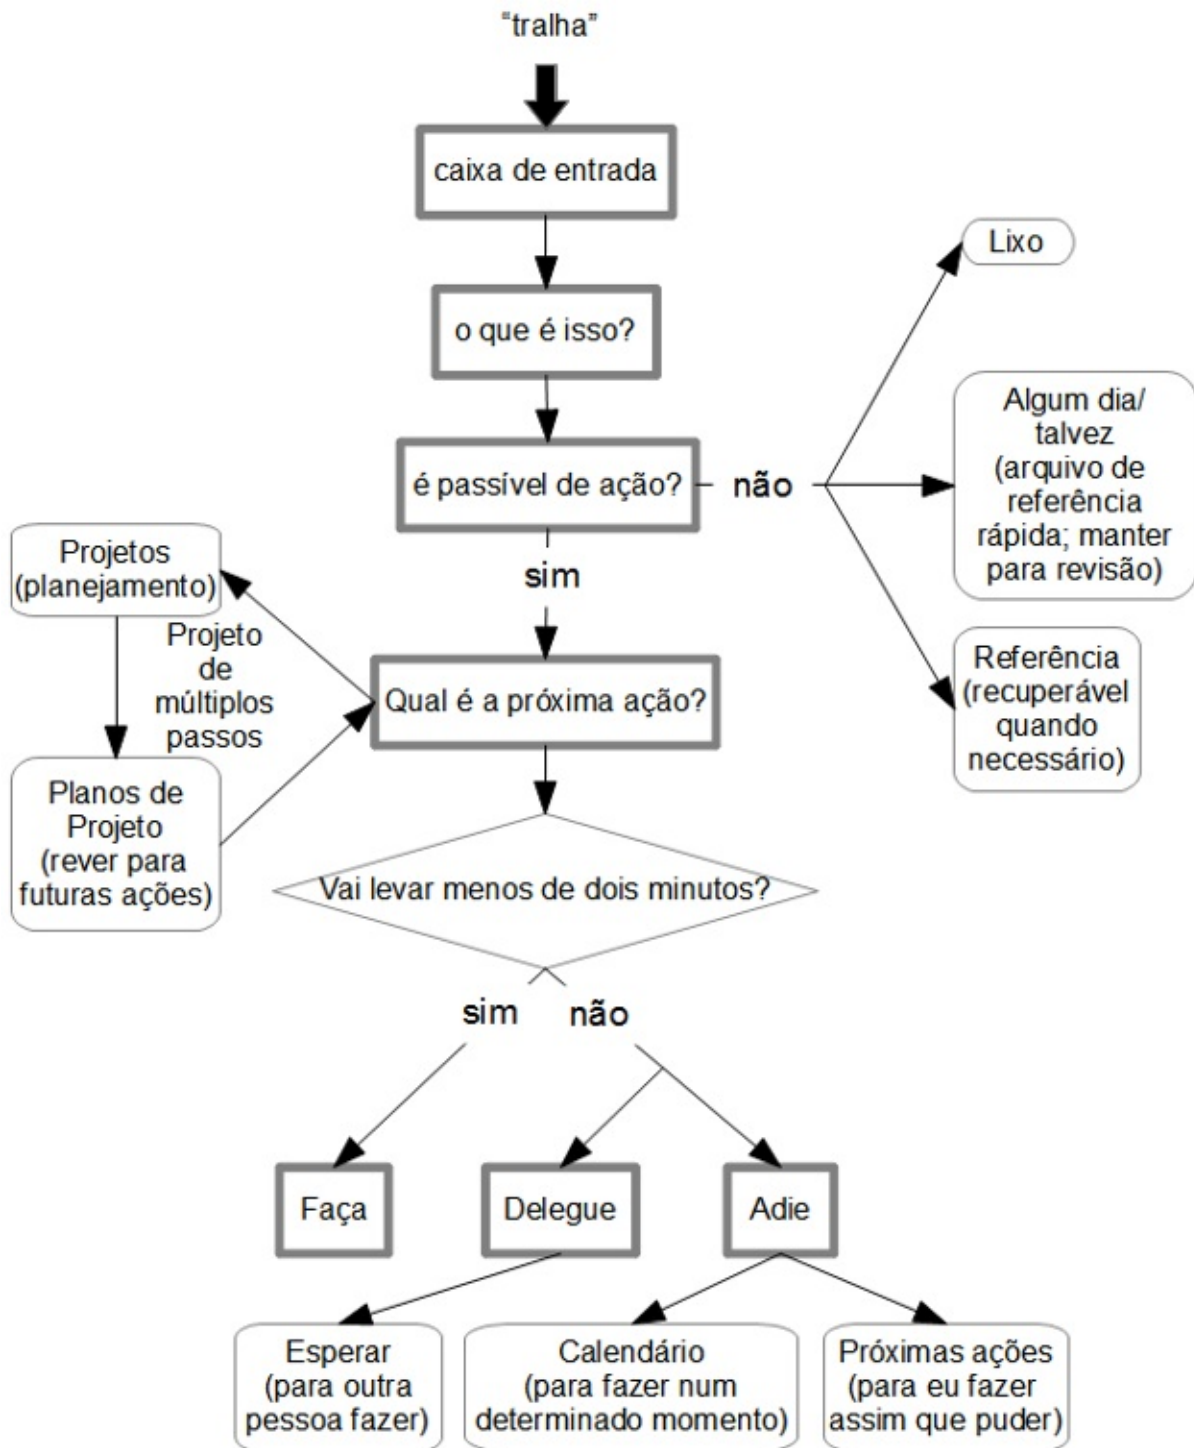 “tralha”
caixa de entrada
o que é isso?
é passível de ação?
não
Lixo
Algum dia/
talvez
(arquivo de
referência
rápida; manter
para revisão)
Referência
(recuperável
quando
necessário)
sim
Projetos
(planejamento)
Projeto
de
múltiplos
passos
Planos de
Projeto
(rever para
futuras ações)
Qual é a próxima ação?
Vai levar menos de dois minutos?
sim
não
Faça
Delegue
Adie
Esperar
(para outra
pessoa fazer)
Calendário
(para fazer num
determinado momento)
Próximas ações
(para eu fazer
assim que puder)